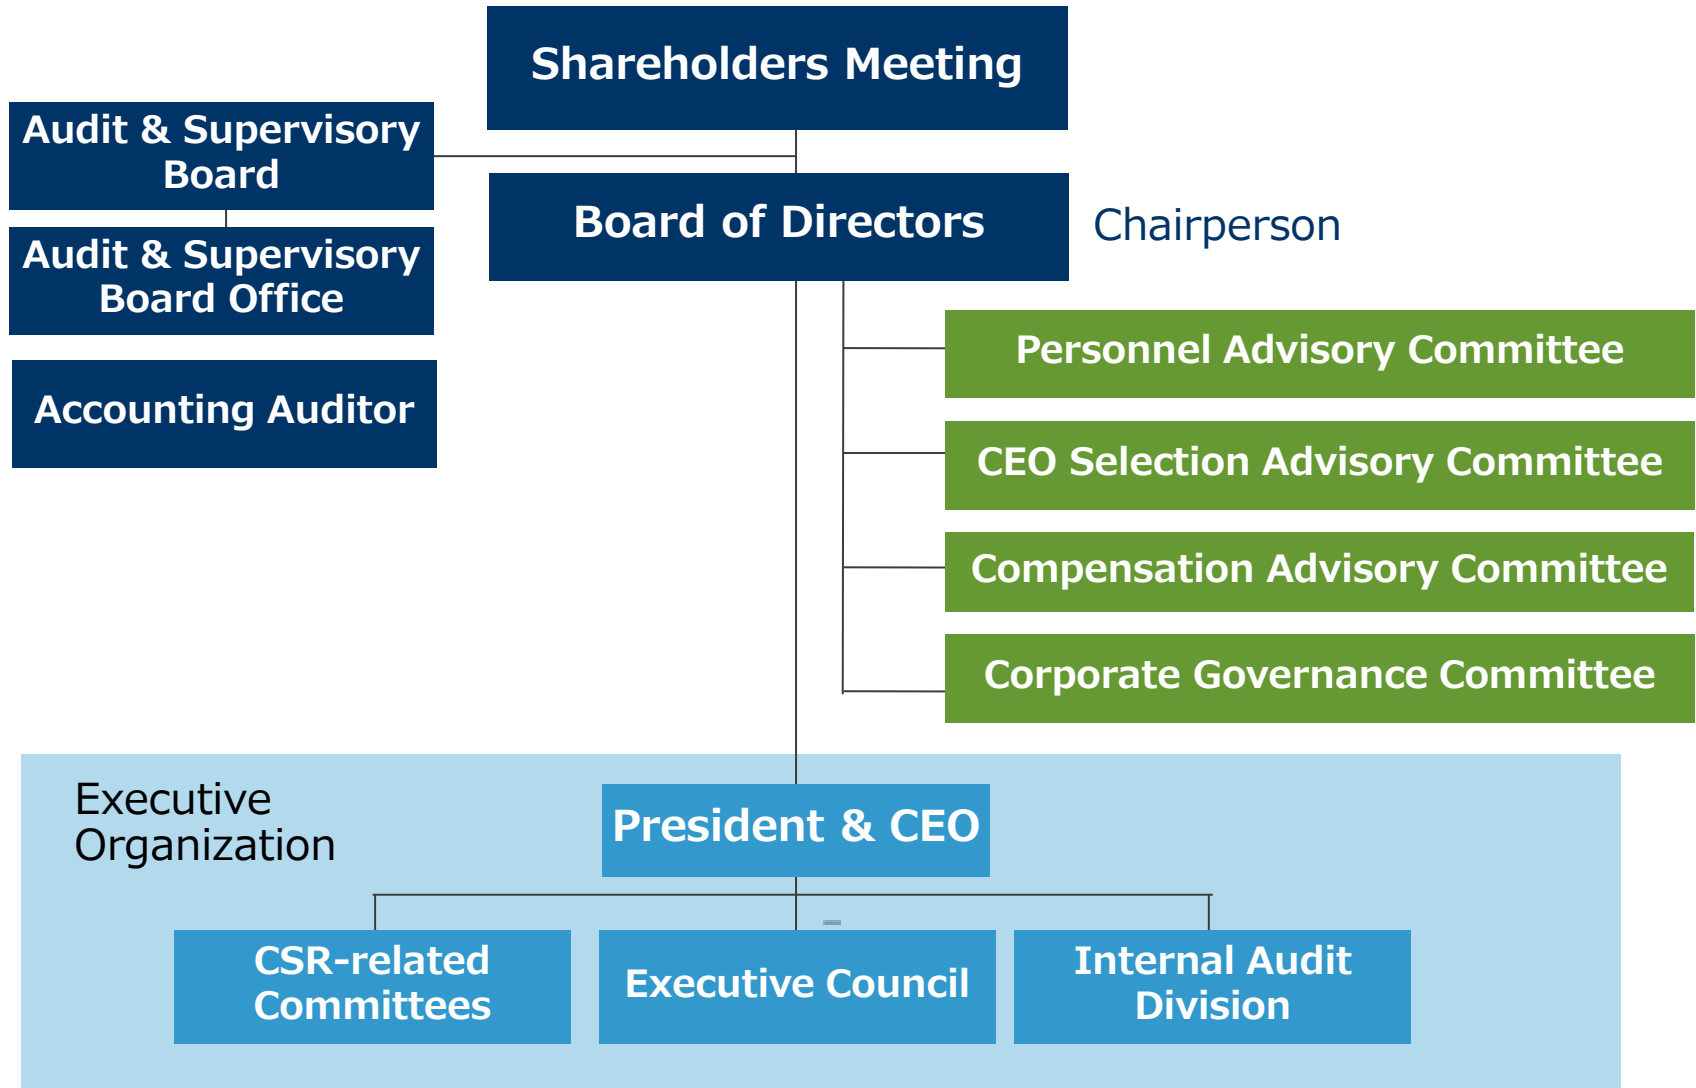 Shareholders Meeting
Audit & Supervisory
Board
Board of Directors
Chairperson
Audit & Supervisory
Board Office
Accounting Auditor
Personnel Advisory Committee
CEO Selection Advisory Committee
Compensation Advisory Committee
Corporate Governance Committee
Executive
Organization
President & CEO
CSR-related
Committees
Executive Council
Internal Audit
Division